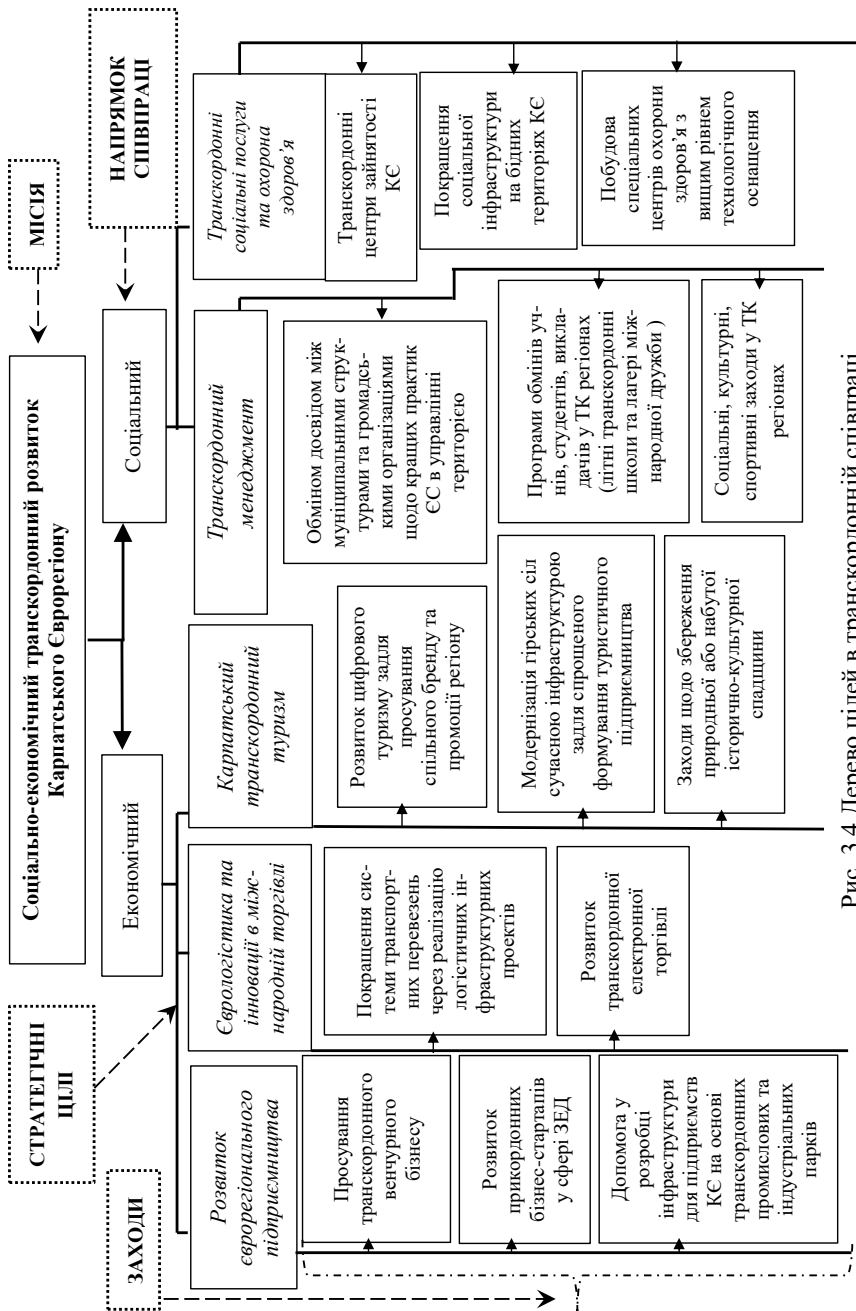 МІСІЯ
НАПРЯМОК
СПІВПРАЦІ
СТРАТЕГІЧНІ
ЦІЛІ
ЗАХОДИ
Соціально-економічний транскордонний розвиток
Карпатського Єврорегіону
Економічний
Соціальний
Розвиток
єврорегіонального
підприємництва
Єврологістика та
інновації в між-
народній торгівлі
Карпатський
транскордонний
туризм
Транскордонний
менеджмент
Транскордонні
соціальні послуги
та охорона
здоров’я
Просування
транскордонного
венчурного
бізнесу
Розвиток
прикордонних
бізнес-стартапів
у сфері ЗЕД
Допомога у
розробці
інфраструктури
для підприємств
КЄ на основі
транскордонних
промислових та
індустріальних
парків
Покращення сис-
теми транспорт-
них перевезень
через реалізацію
логістичних ін-
фраструктурних
проектів
Розвиток
транскордонної
електронної
торгівлі
Розвиток цифрового
туризму задля
просування
спільного бренду та
промоції регіону
Модернізація гірських сіл
сучасною інфраструктурою
задля спрощеного
формування туристичного
підприємництва
Заходи щодо збереження
природної або набутої
історично-культурної
спадщини
Обміном досвідом між
муніципальними струк-
турами та громадсь-
кими організаціями
щодо кращих практик
ЄС в управлінні
територією
Програми обмінів уч-
нів, студентів, викла-
дачів у ТК регіонах
(літні транскордонні
школи та лагері між-
народної дружби )
Соціальні, культурні,
спортивні заходи у ТК
регіонах
Транскордонні
центри зайнятості
КЄ
Покращення
соціальної
інфраструктури
на бідних
територіях КЄ
Побудова
спеціальних
центрів охорони
здоров’я з
вищим рівнем
технологічного
оснащення
Рис. 3.4 Дерево цілей в транскордонній співпраці